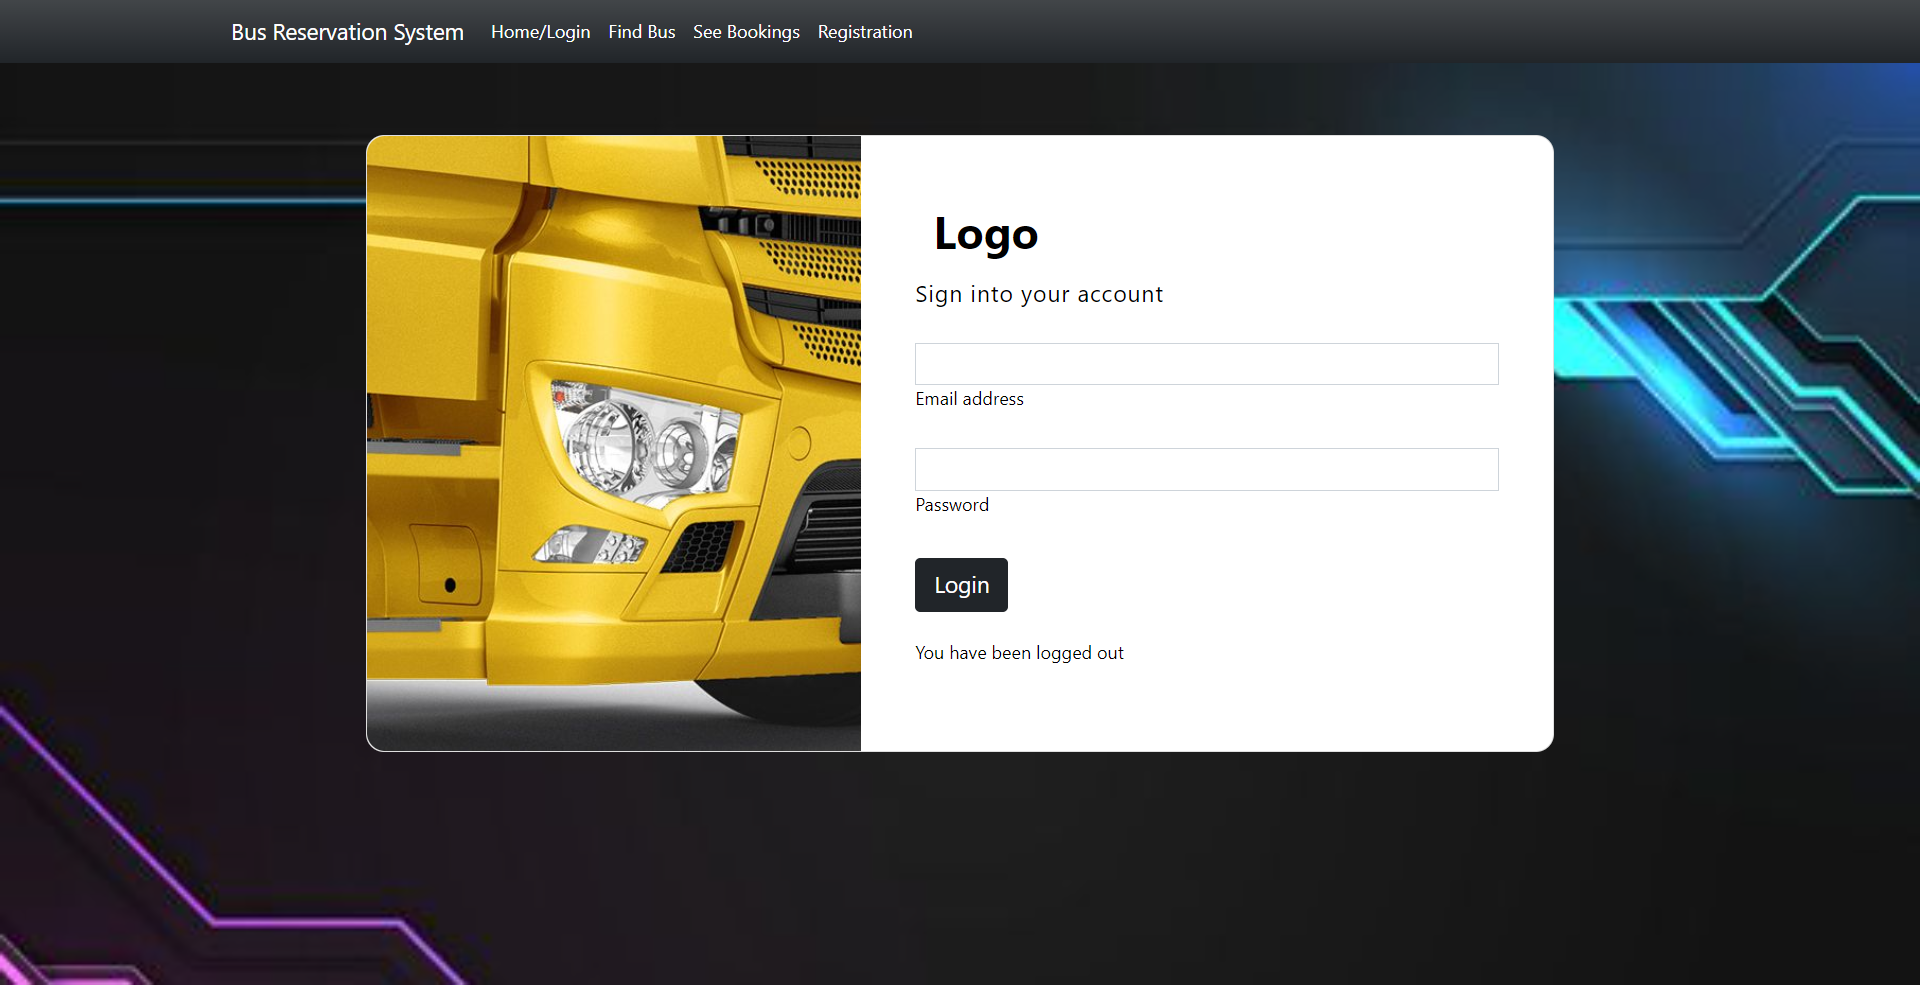 Bus Reservation System Home/Login Find Bus See Bookings Registration
Logo
Sign into your account
Email address
Password
Login
You have been logged out